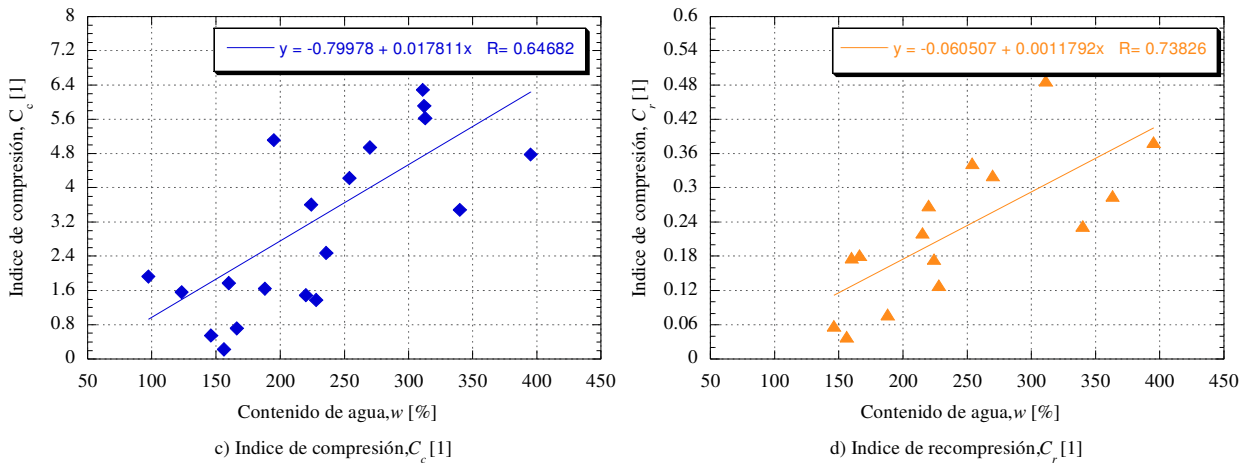 8
7.2
6.4
5.6
4.8
4
3.2
2.4
1.6
0.8
0
Indice de compresión, C_c [1]
y = -0.79978 + 0.017811x R= 0.64682
50 100 150 200 250 300 350 400 450
Contenido de agua,w [%]
c) Indice de compresión,C_c [1]
0.6
0.54
0.48
0.42
0.36
0.3
0.24
0.18
0.12
0.06
0
Indice de recompresión, C_r [1]
y = -0.060507 + 0.0011792x R= 0.73826
50 100 150 200 250 300 350 400 450
Contenido de agua,w [%]
d) Indice de recompresión,C_r [1]